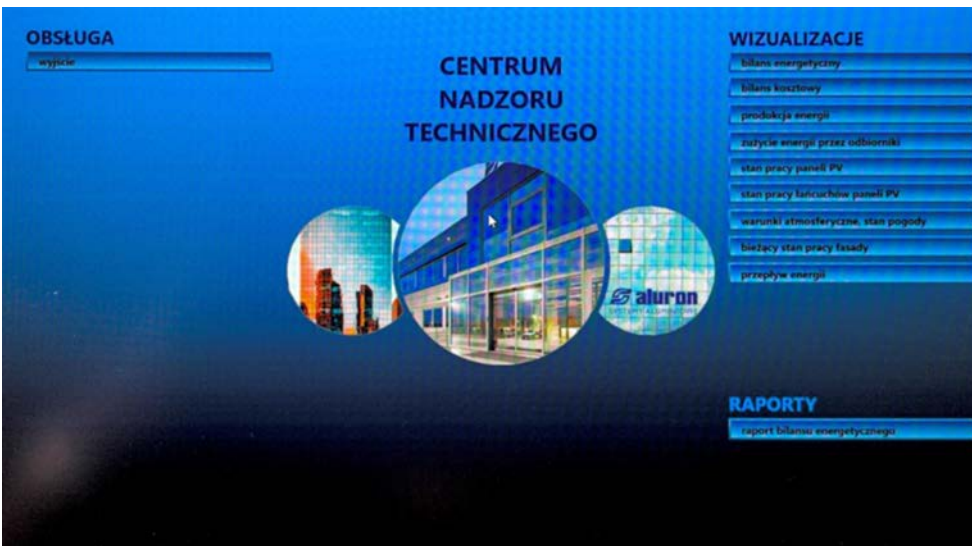 OBSŁUGA
wyjście
CENTRUM
NADZORU
TECHNICZNEGO
aluron
SYSTEMY ALUMINIOWE
WIZUALIZACJE
bilans energetyczny
bilans kosztowy
produkcja energii
zużycie energii przez odbiorniki
stan pracy paneli PV
stan pracy łańcuchów paneli PV
warunki atmosferyczne, stan pogody
bieżący stan pracy fasady
przepływ energii
RAPORTY
raport bilansu energetycznego